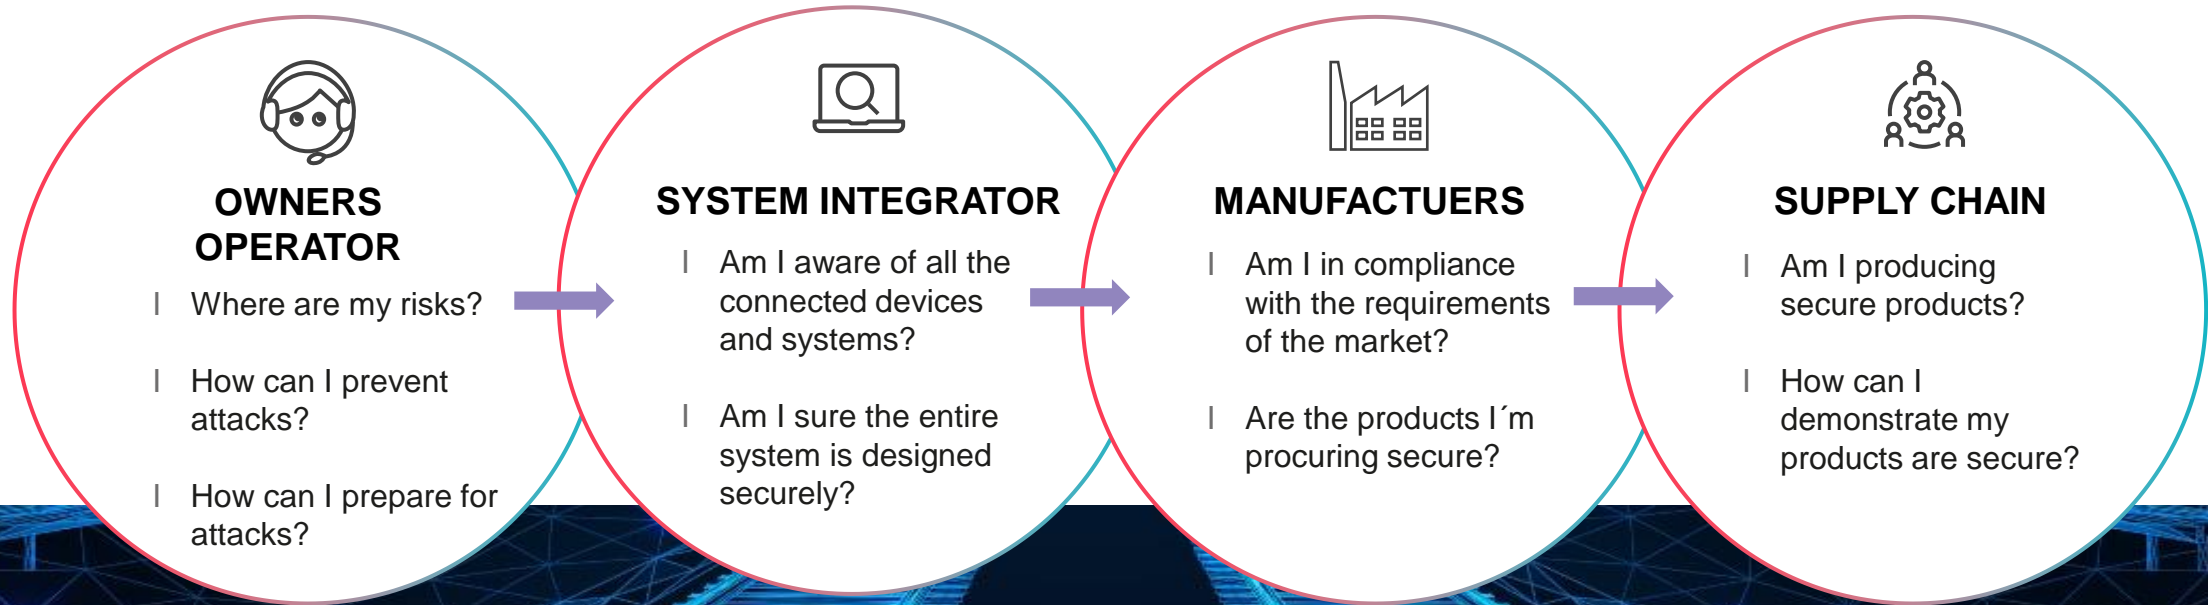 OWNERS
OPERATOR
l Where are my risks?
l How can I prevent
attacks?
l How can I prepare for
attacks?
SYSTEM INTEGRATOR
l Am I aware of all the
connected devices
and systems?
l Am I sure the entire
system is designed
securely?
MANUFACTUERS
l Am I in compliance
with the requirements
of the market?
l Are the products I´m
procuring secure?
SUPPLY CHAIN
l Am I producing
secure products?
l How can I
demonstrate my
products are secure?